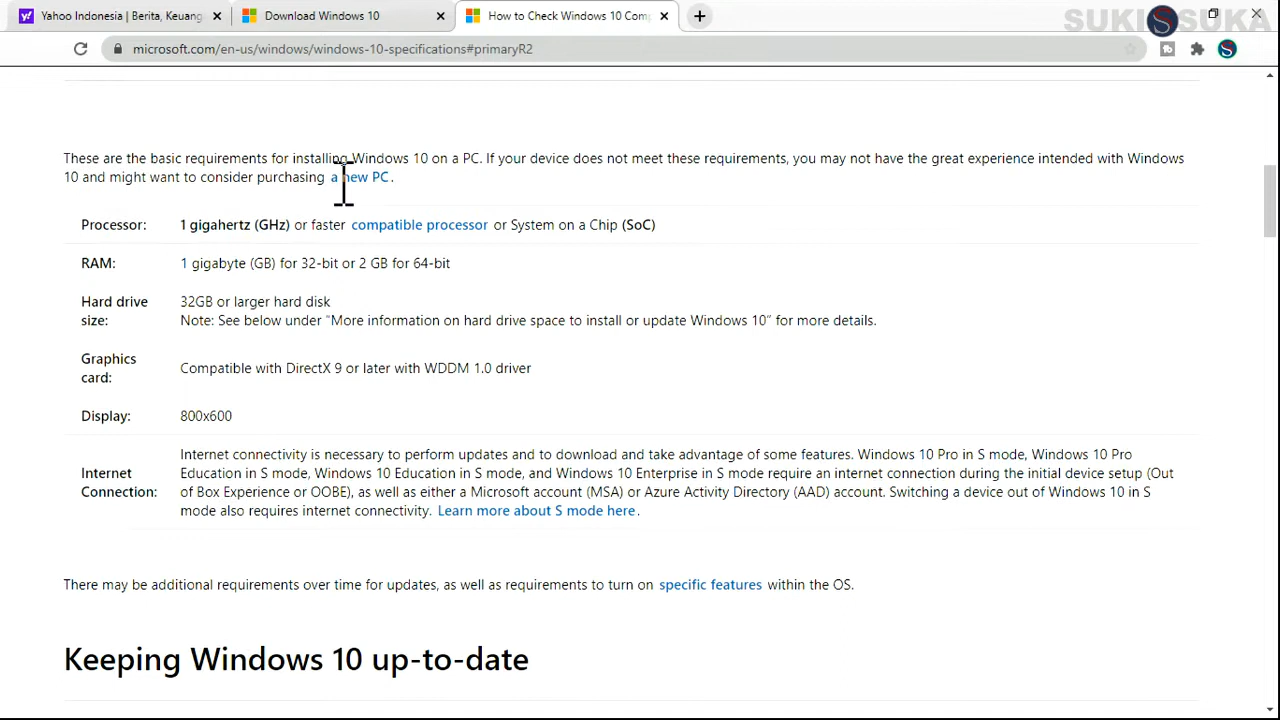 Yahoo Indonesia | Berita, Keuang
Download Windows 10
How to Check Windows 10 Com
SUKISSUKA
microsoft.com/en-us/windows/windows-10-specifications#primaryR2
These are the basic requirements for installing Windows 10 on a PC. If your device does not meet these requirements, you may not have the great experience intended with Windows
10 and might want to consider purchasing a new PC.
Processor: 1 gigahertz (GHz) or faster compatible processor or System on a Chip (SoC)
RAM: 1 gigabyte (GB) for 32-bit or 2 GB for 64-bit
Hard drive size: 32GB or larger hard disk
Note: See below under “More information on hard drive space to install or update Windows 10” for more details.
Graphics card: Compatible with DirectX 9 or later with WDDM 1.0 driver
Display: 800x600
Internet Connection: Internet connectivity is necessary to perform updates and to download and take advantage of some features. Windows 10 Pro in S mode, Windows 10 Pro
Education in S mode, Windows 10 Education in S mode, and Windows 10 Enterprise in S mode require an internet connection during the initial device setup (Out
of Box Experience or OOBE), as well as either a Microsoft account (MSA) or Azure Activity Directory (AAD) account. Switching a device out of Windows 10 in S
mode also requires internet connectivity. Learn more about S mode here.
There may be additional requirements over time for updates, as well as requirements to turn on specific features within the OS.
Keeping Windows 10 up-to-date